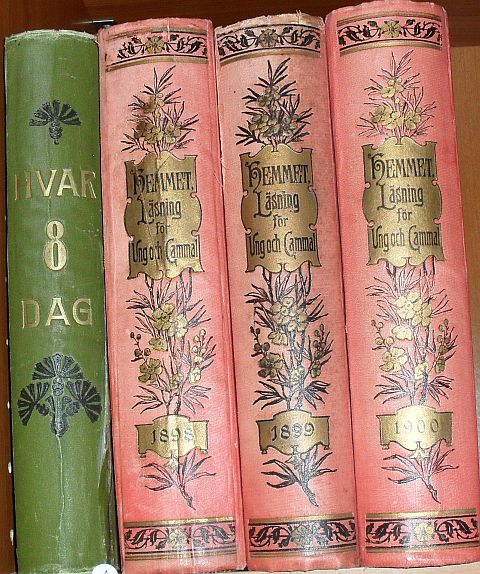 HVAR
8
DAG
HEMMET.
Läsning
för
Ung och Gammal
1898
HEMMET.
Läsning
för
Ung och Gammal
1899
HEMMET.
Läsning
för
Ung och Gammal
1900